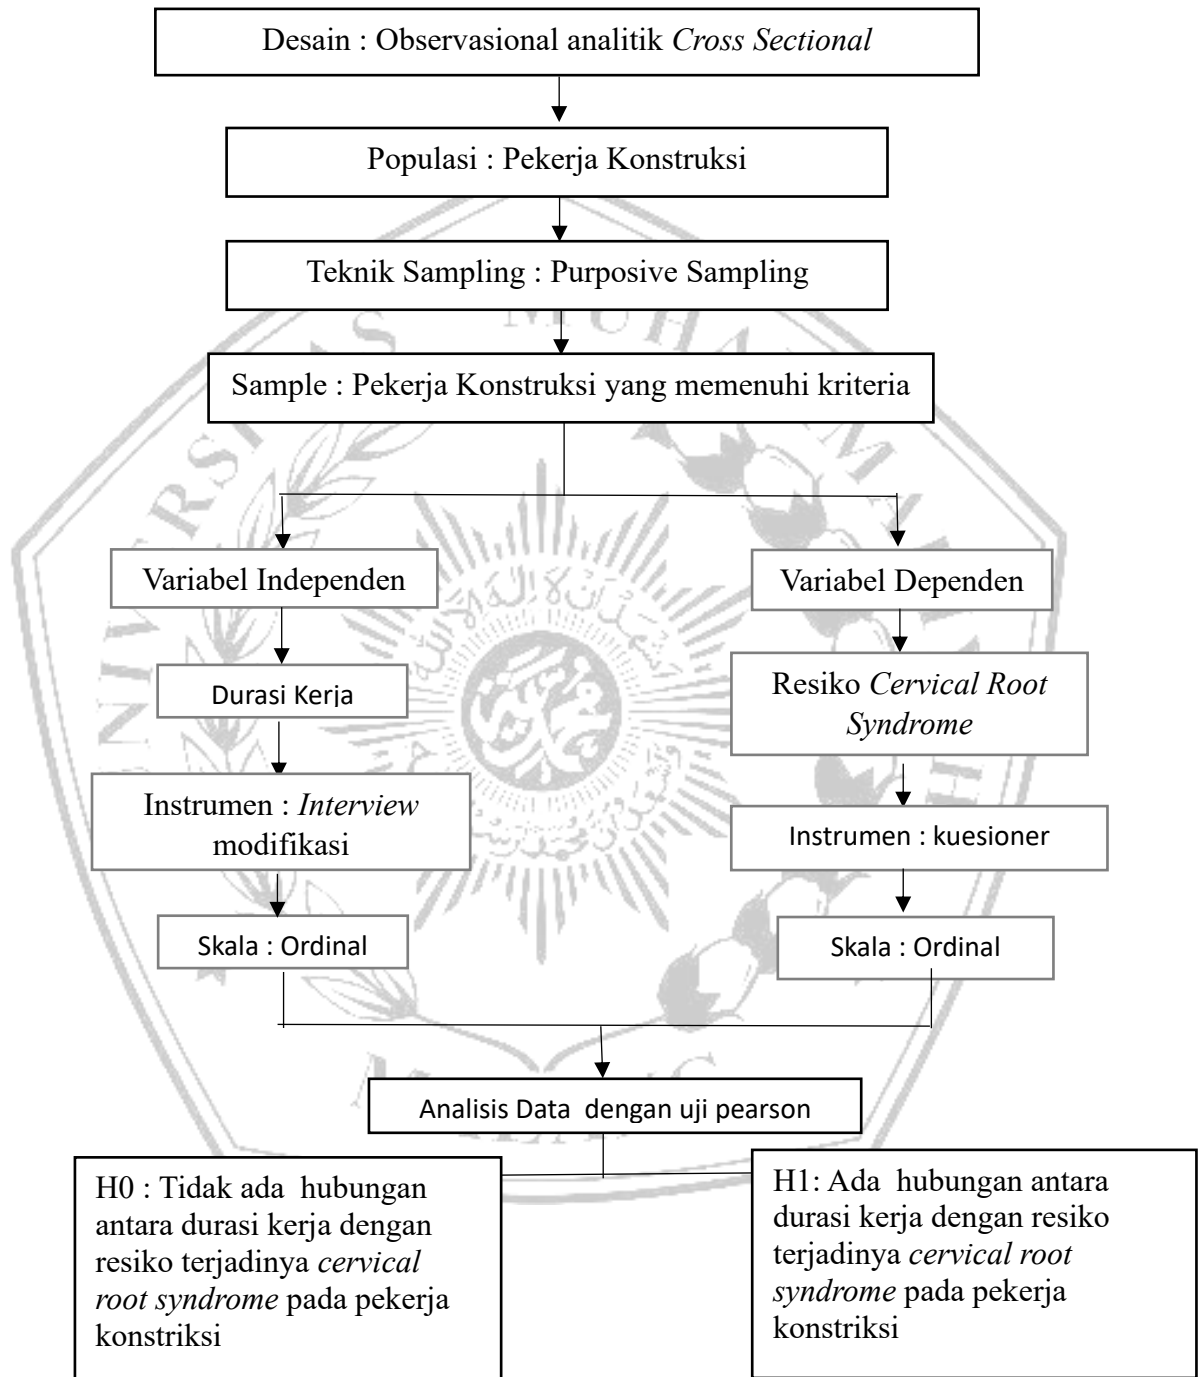 Desain : Observasional analitik Cross Sectional
Populasi : Pekerja Konstruksi
Teknik Sampling : Purposive Sampling
Sample : Pekerja Konstruksi yang memenuhi kriteria
Variabel Independen
Variabel Dependen
Durasi Kerja
Resiko Cervical Root
Syndrome
Instrumen : Interview
modifikasi
Instrumen : kuesioner
Skala : Ordinal
Skala : Ordinal
Analisis Data dengan uji pearson
H0 : Tidak ada hubungan
antara durasi kerja dengan
resiko terjadinya cervical
root syndrome pada pekerja
konstriksi
H1: Ada hubungan antara
durasi kerja dengan resiko
terjadinya cervical root
syndrome pada pekerja
konstriksi